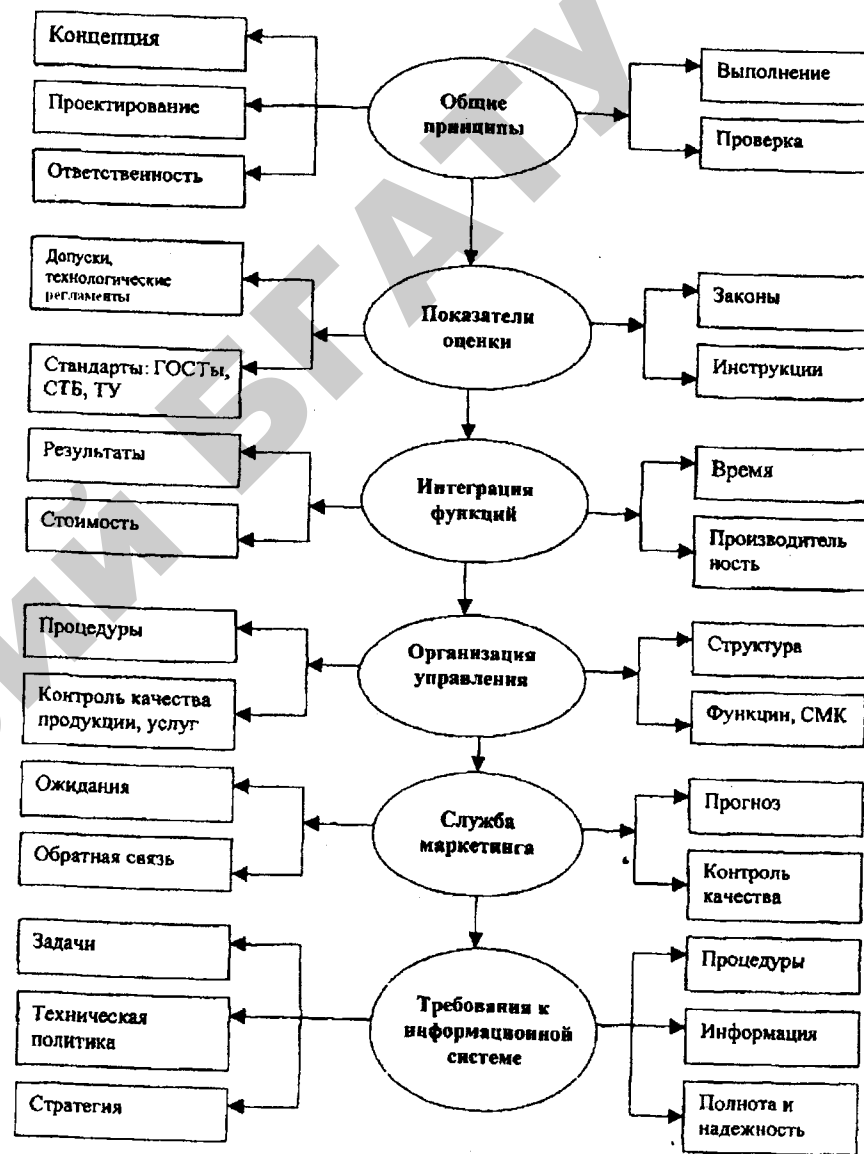 Концепция
Проектирование
Ответственность
Общие
принципы
Выполнение
Проверка
Допуски,
технологические
регламенты
Стандарты: ГОСТы,
СТБ, ТУ
Показатели
оценки
Законы
Инструкции
Результаты
Стоимость
Интеграция
функций
Время
Производитель
ность
Процедуры
Контроль качества
продукции, услуг
Организация
управления
Структура
Функции, СМК
Ожидания
Обратная связь
Служба
маркетинга
Прогноз
Контроль
качества
Задачи
Техническая
политика
Стратегия
Требования к
информационной
системе
Процедуры
Информация
Полнота и
надежность
ий БГАТУ